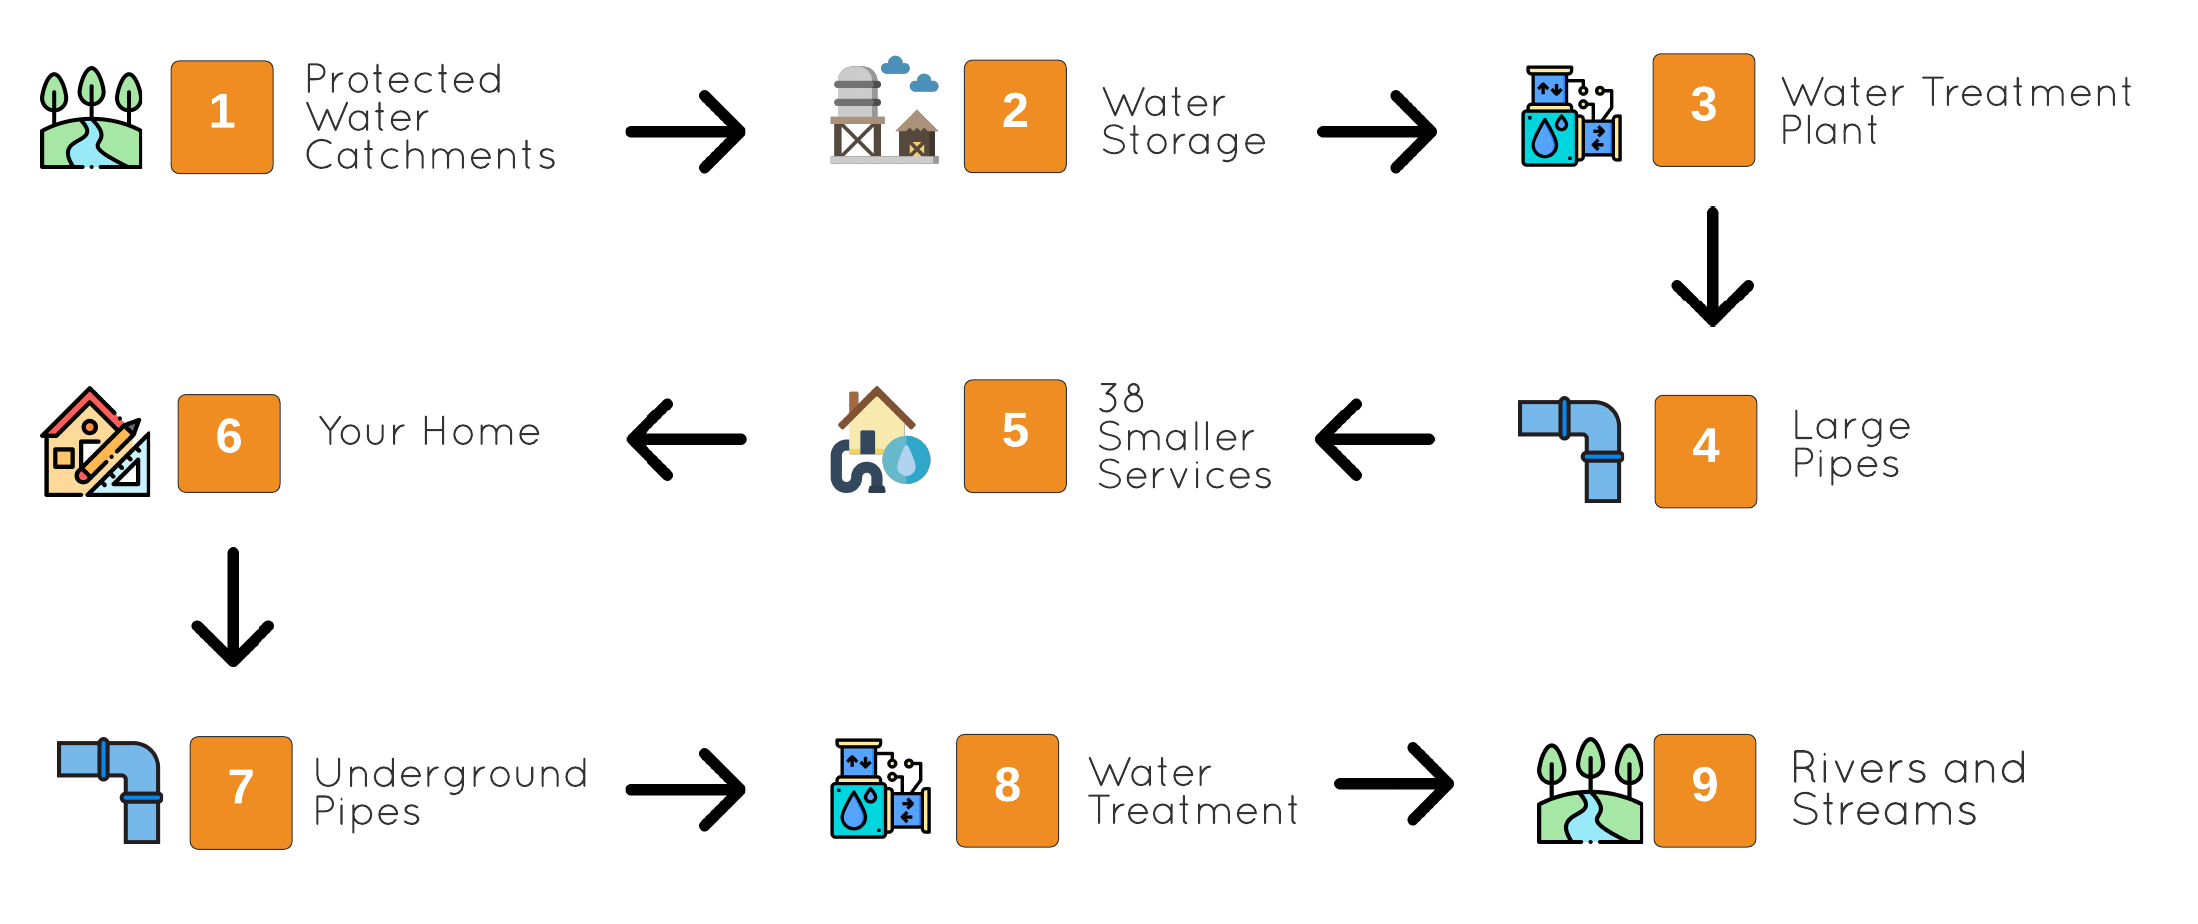 1
Protected
Water
Catchments
2
Water
Storage
3
Water Treatment
Plant
4
Large
Pipes
5
38
Smaller
Services
6
Your Home
7
Underground
Pipes
8
Water
Treatment
9
Rivers and
Streams